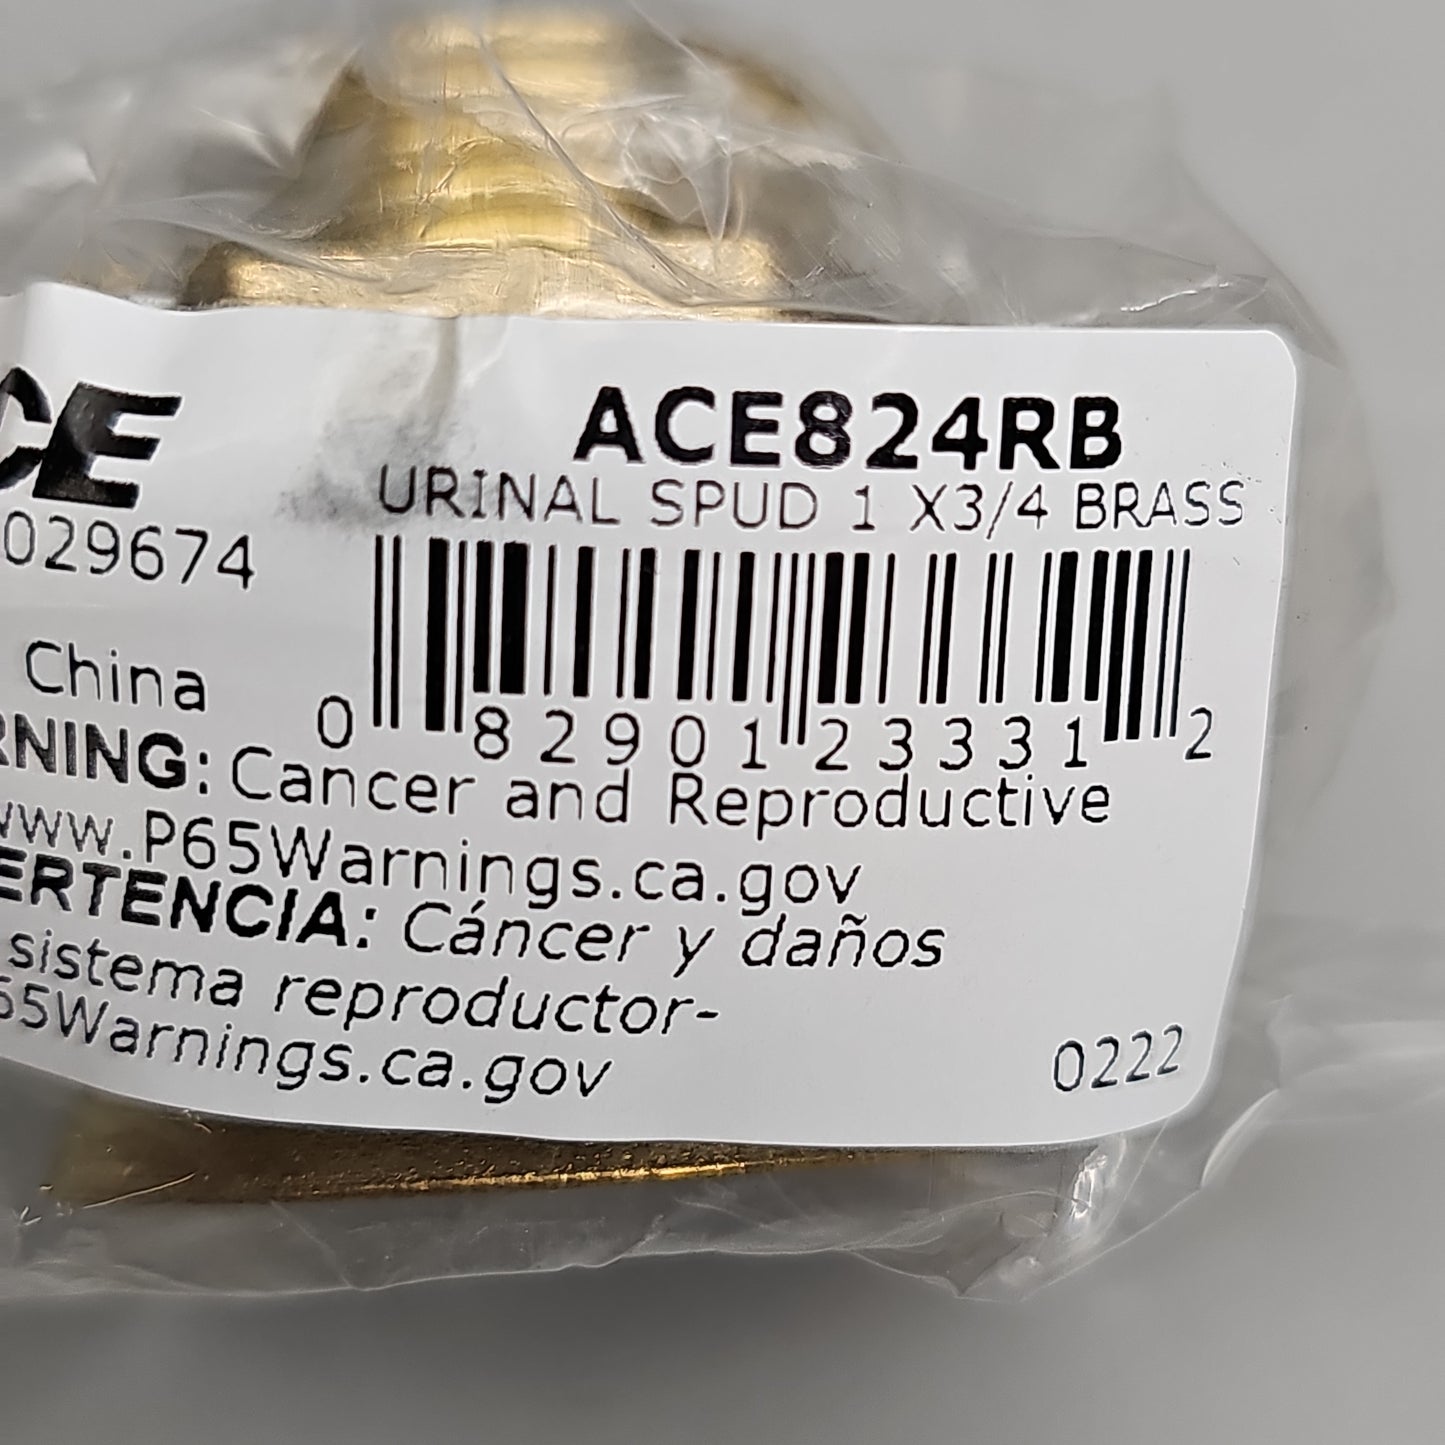 CE
ACE824RB
URINAL SPUD 1 X3/4 BRASS
029674
China
0 82901 23331 2
RNING: Cancer and Reproductive
www.P65Warnings.ca.gov
ERTENCIA: Cáncer y daños
sistema reproductor-
65Warnings.ca.gov
0222